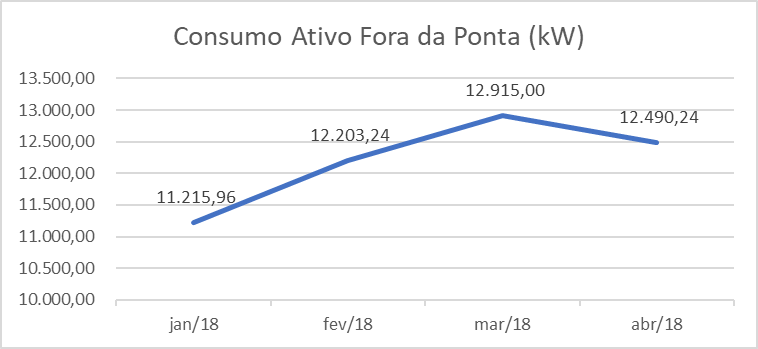 Consumo Ativo Fora da Ponta (kW)
13.500,00
13.000,00
12.500,00
12.000,00
11.500,00
11.000,00
10.500,00
10.000,00
11.215,96
12.203,24
12.915,00
12.490,24
jan/18
fev/18
mar/18
abr/18